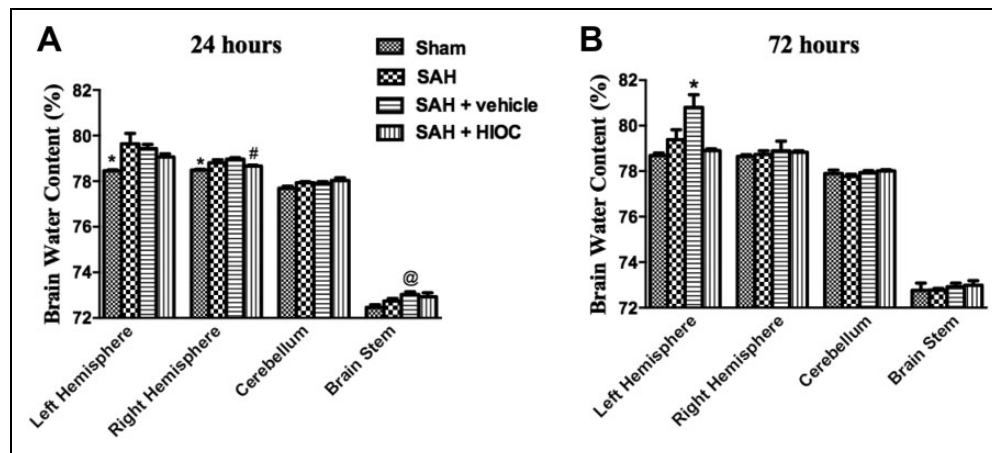 A
24 hours
Sham
SAH
SAH + vehicle
SAH + HIOC
Brain Water Content (%)
82
80
78
76
74
72
*
*
#
@
Left Hemisphere
Right Hemisphere
Cerebellum
Brain Stem
B
72 hours
Brain Water Content (%)
82
80
78
76
74
72
*
Left Hemisphere
Right Hemisphere
Cerebellum
Brain Stem